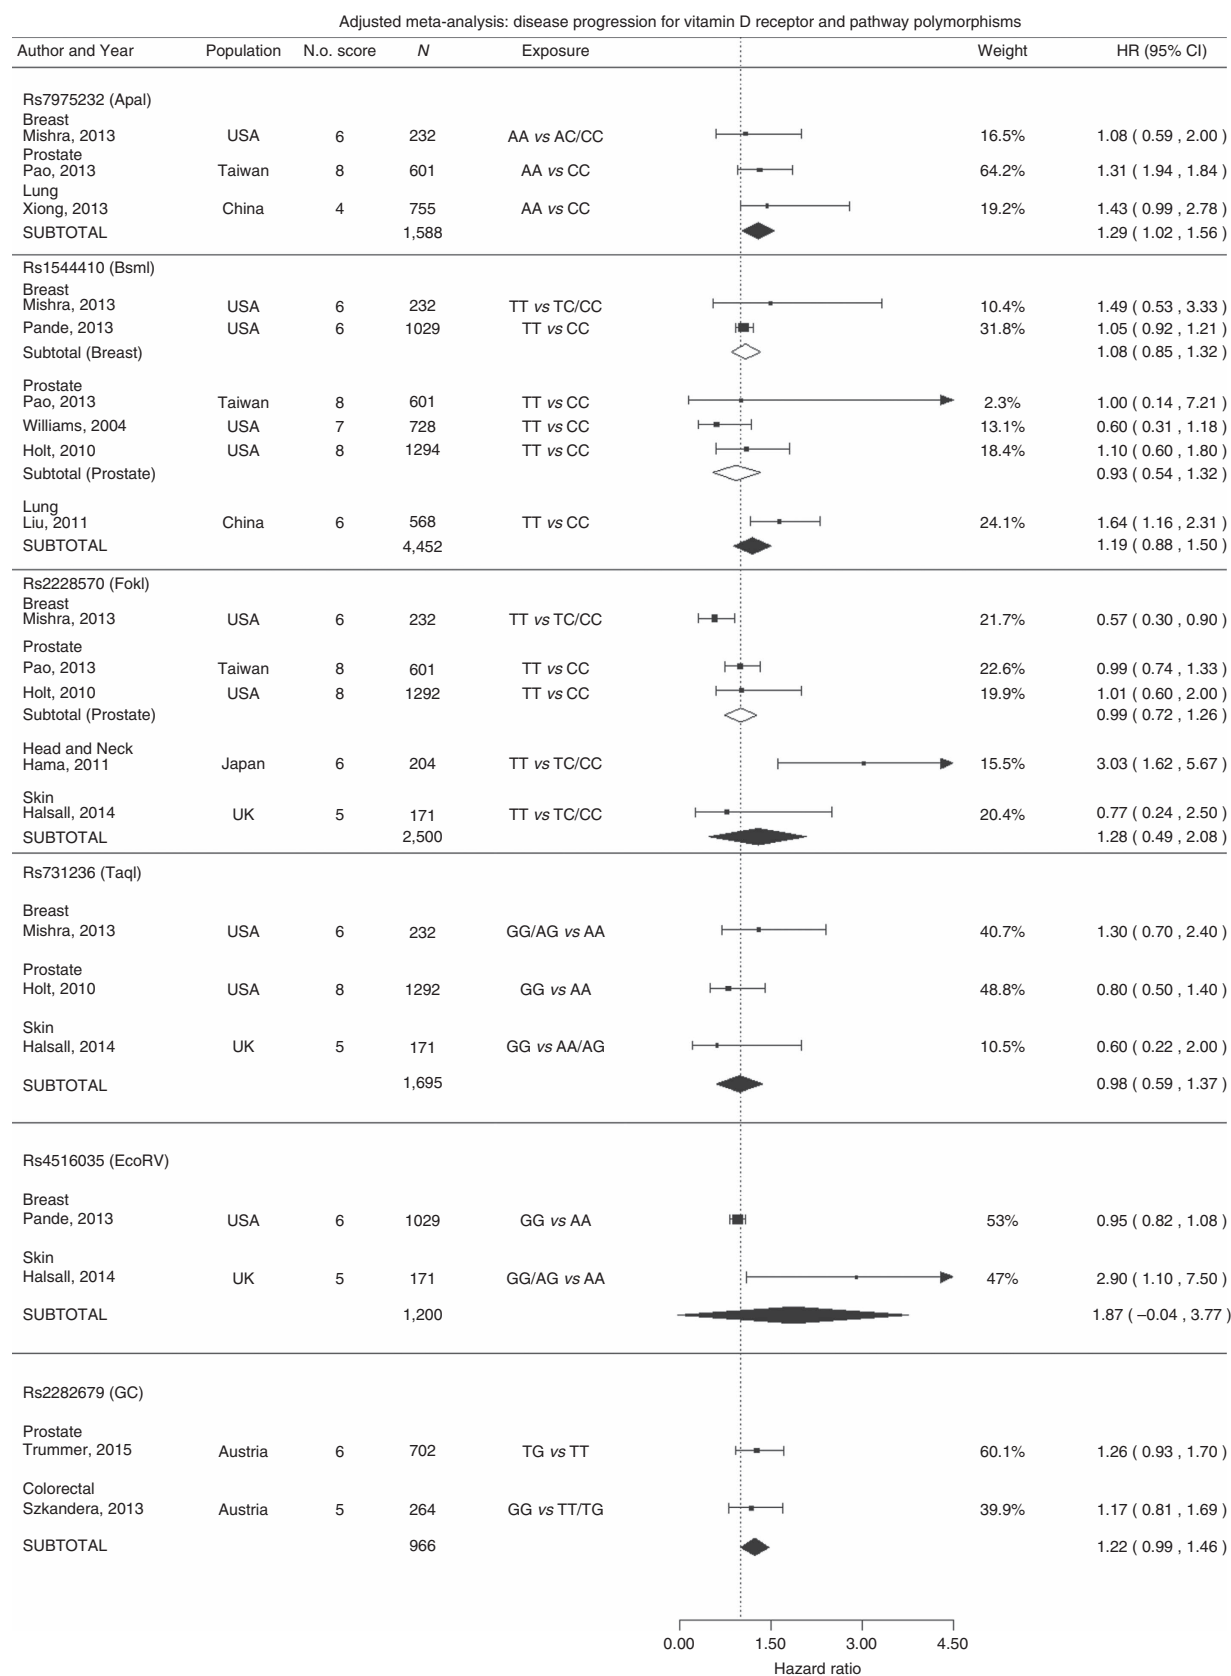 Adjusted meta-analysis: disease progression for vitamin D receptor and pathway polymorphisms
Author and Year Population N.o. score N Exposure Weight HR (95% CI)
Rs7975232 (Apal)
Breast
Mishra, 2013 USA 6 232 AA vs AC/CC 16.5% 1.08 (0.59 ; 2.00)
Prostate
Pao, 2013 Taiwan 8 601 AA vs CC 64.2% 1.31 (1.94 , 1.84)
Lung
Xiong, 2013 China 4 755 AA vs CC 19.2% 1.43 (0.99 , 2.78)
SUBTOTAL 1,588 1.29 ( 1.02 , 1.56 )
Rs1544410 (Bsml)
Breast
Mishra, 2013 USA 6 232 TT vs TC/CC 10.4% 1.49 ( 0.53 , 3.33 )
Pande, 2013 USA 6 1029 TT vs CC 31.8% 1.05 ( 0.92 , 1.21 )
Subtotal (Breast) 1.08 ( 0.85 , 1.32 )
Prostate
Pao, 2013 Taiwan 8 601 TT vs CC 2.3% 1.00 ( 0.14 , 7.21 )
Williams, 2004 USA 7 728 TT vs CC 13.1% 0.60 ( 0.31 , 1.18 )
Holt, 2010 USA 8 1294 TT vs CC 18.4% 1.10 ( 0.60 , 1.80 )
Subtotal (Prostate) 0.93 ( 0.54 , 1.32 )
Lung
Liu, 2011 China 6 568 TT vs CC 24.1% 1.64 ( 1.16 , 2.31 )
SUBTOTAL 4,452 1.19 ( 0.88 , 1.50 )
Rs2228570 (Fokl)
Breast
Mishra, 2013 USA 6 232 TT vs TC/CC 21.7% 0.57 ( 0.30 , 0.90 )
Prostate
Pao, 2013 Taiwan 8 601 TT vs CC 22.6% 0.99 ( 0.74 , 1.33 )
Holt, 2010 USA 8 1292 TT vs CC 19.9% 1.01 ( 0.60 , 2.00 )
Subtotal (Prostate) 0.99 ( 0.72 , 1.26 )
Head and Neck
Hama, 2011 Japan 6 204 TT vs TC/CC 15.5% 3.03 ( 1.62 , 5.67 )
Skin
Halsall, 2014 UK 5 171 TT vs TC/CC 20.4% 0.77 ( 0.24 , 2.50 )
SUBTOTAL 2,500 1.28 ( 0.49 , 2.08 )
Rs731236 (Taql)
Breast
Mishra, 2013 USA 6 232 GG/AG vs AA 40.7% 1.30 ( 0.70 , 2.40 )
Prostate
Holt, 2010 USA 8 1292 GG vs AA 48.8% 0.80 ( 0.50 , 1.40 )
Skin
Halsall, 2014 UK 5 171 GG vs AA/AG 10.5% 0.60 ( 0.22 , 2.00 )
SUBTOTAL 1,695 0.98 ( 0.59 , 1.37 )
Rs4516035 (EcoRV)
Breast
Pande, 2013 USA 6 1029 GG vs AA 53% 0.95 ( 0.82 , 1.08 )
Skin
Halsall, 2014 UK 5 171 GG/AG vs AA 47% 2.90 ( 1.10 , 7.50 )
SUBTOTAL 1,200 1.87 ( –0.04 , 3.77 )
Rs2282679 (GC)
Prostate
Trummer, 2015 Austria 6 702 TG vs TT 60.1% 1.26 ( 0.93 , 1.70 )
Colorectal
Szkandera, 2013 Austria 5 264 GG vs TT/TG 39.9% 1.17 ( 0.81 , 1.69 )
SUBTOTAL 966 1.22 ( 0.99 , 1.46 )
0.00 1.50 3.00 4.50
Hazard ratio